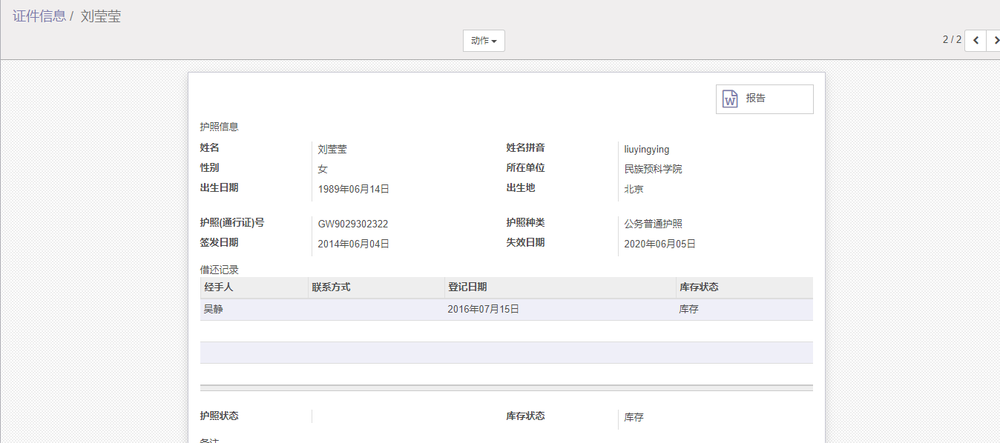 证件信息 / 刘莹莹
动作
2 / 2
报告
护照信息
姓名 刘莹莹 姓名拼音 liuyingying
性别 女 所在单位 民族预科学院
出生日期 1989年06月14日 出生地 北京
护照(通行证)号 GW9029302322 护照种类 公务普通护照
签发日期 2014年06月04日 失效日期 2020年06月05日
借还记录
经手人 联系方式 登记日期 库存状态
吴静 2016年07月15日 库存
护照状态 库存状态 库存
备注